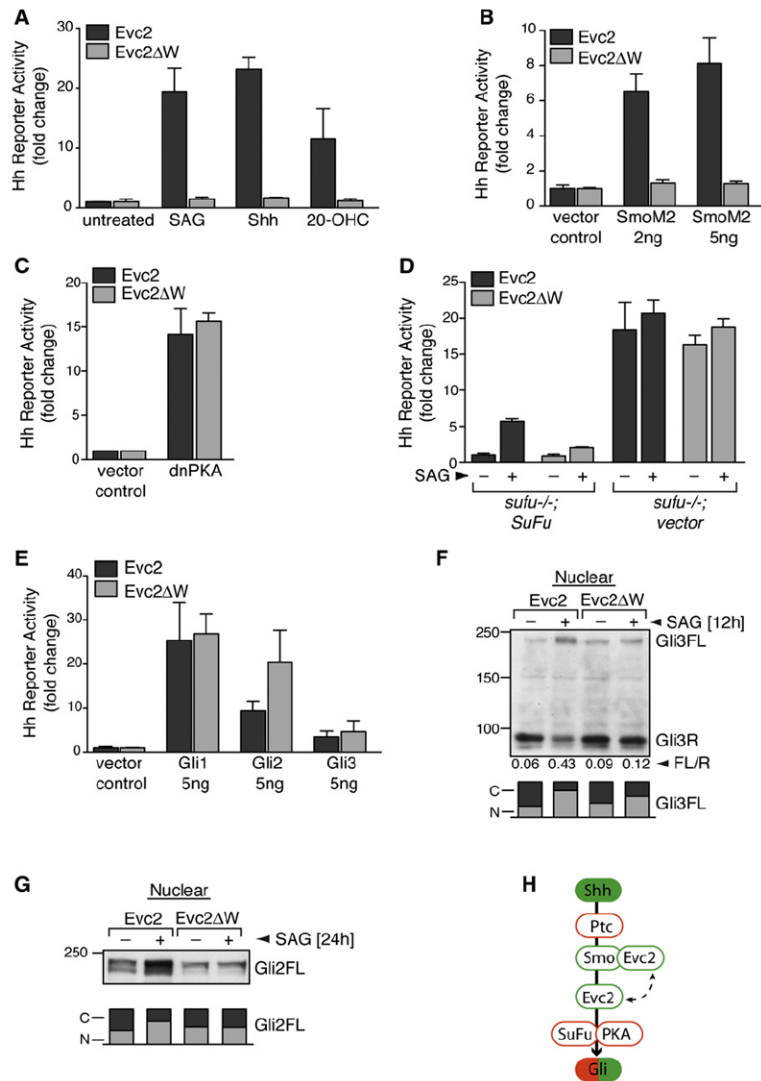 A
Evc2
Evc2ΔW
Hh Reporter Activity
(fold change)
30
20
10
0
untreated SAG Shh 20-OHC
B
Evc2
Evc2ΔW
Hh Reporter Activity
(fold change)
10
8
6
4
2
0
vector control
SmoM2 2ng
SmoM2 5ng
C
Evc2
Evc2ΔW
Hh Reporter Activity
(fold change)
20
15
10
5
0
vector control
dnPKA
D
Evc2
Evc2ΔW
Hh Reporter Activity
(fold change)
25
20
15
10
5
0
SAG ► − + − + − + − +
sufu-/-; SuFu
sufu-/-; vector
E
Evc2
Evc2ΔW
Hh Reporter Activity
(fold change)
40
30
20
10
0
vector control
Gli1 5ng
Gli2 5ng
Gli3 5ng
F
Nuclear
Evc2 Evc2ΔW
− + − + ◄ SAG [12h]
250
150
100
Gli3FL
Gli3R
0.06 0.43 0.09 0.12 ◄ FL/R
C
N
Gli3FL
G
Nuclear
Evc2 Evc2ΔW
− + − + ◄ SAG [24h]
250
Gli2FL
C
N
Gli2FL
H
Shh
Ptc
Smo Evc2
Evc2
SuFu PKA
Gli